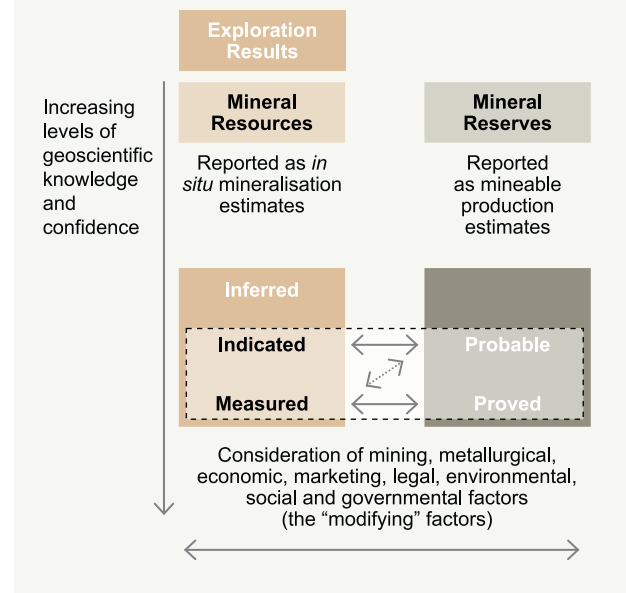 Exploration
Results
Increasing
levels of
geoscientific
knowledge
and
confidence
Mineral
Resources
Reported as in
situ mineralisation
estimates
Mineral
Reserves
Reported
as mineable
production
estimates
Inferred
Indicated
Probable
Measured
Proved
Consideration of mining, metallurgical,
economic, marketing, legal, environmental,
social and governmental factors
(the “modifying” factors)